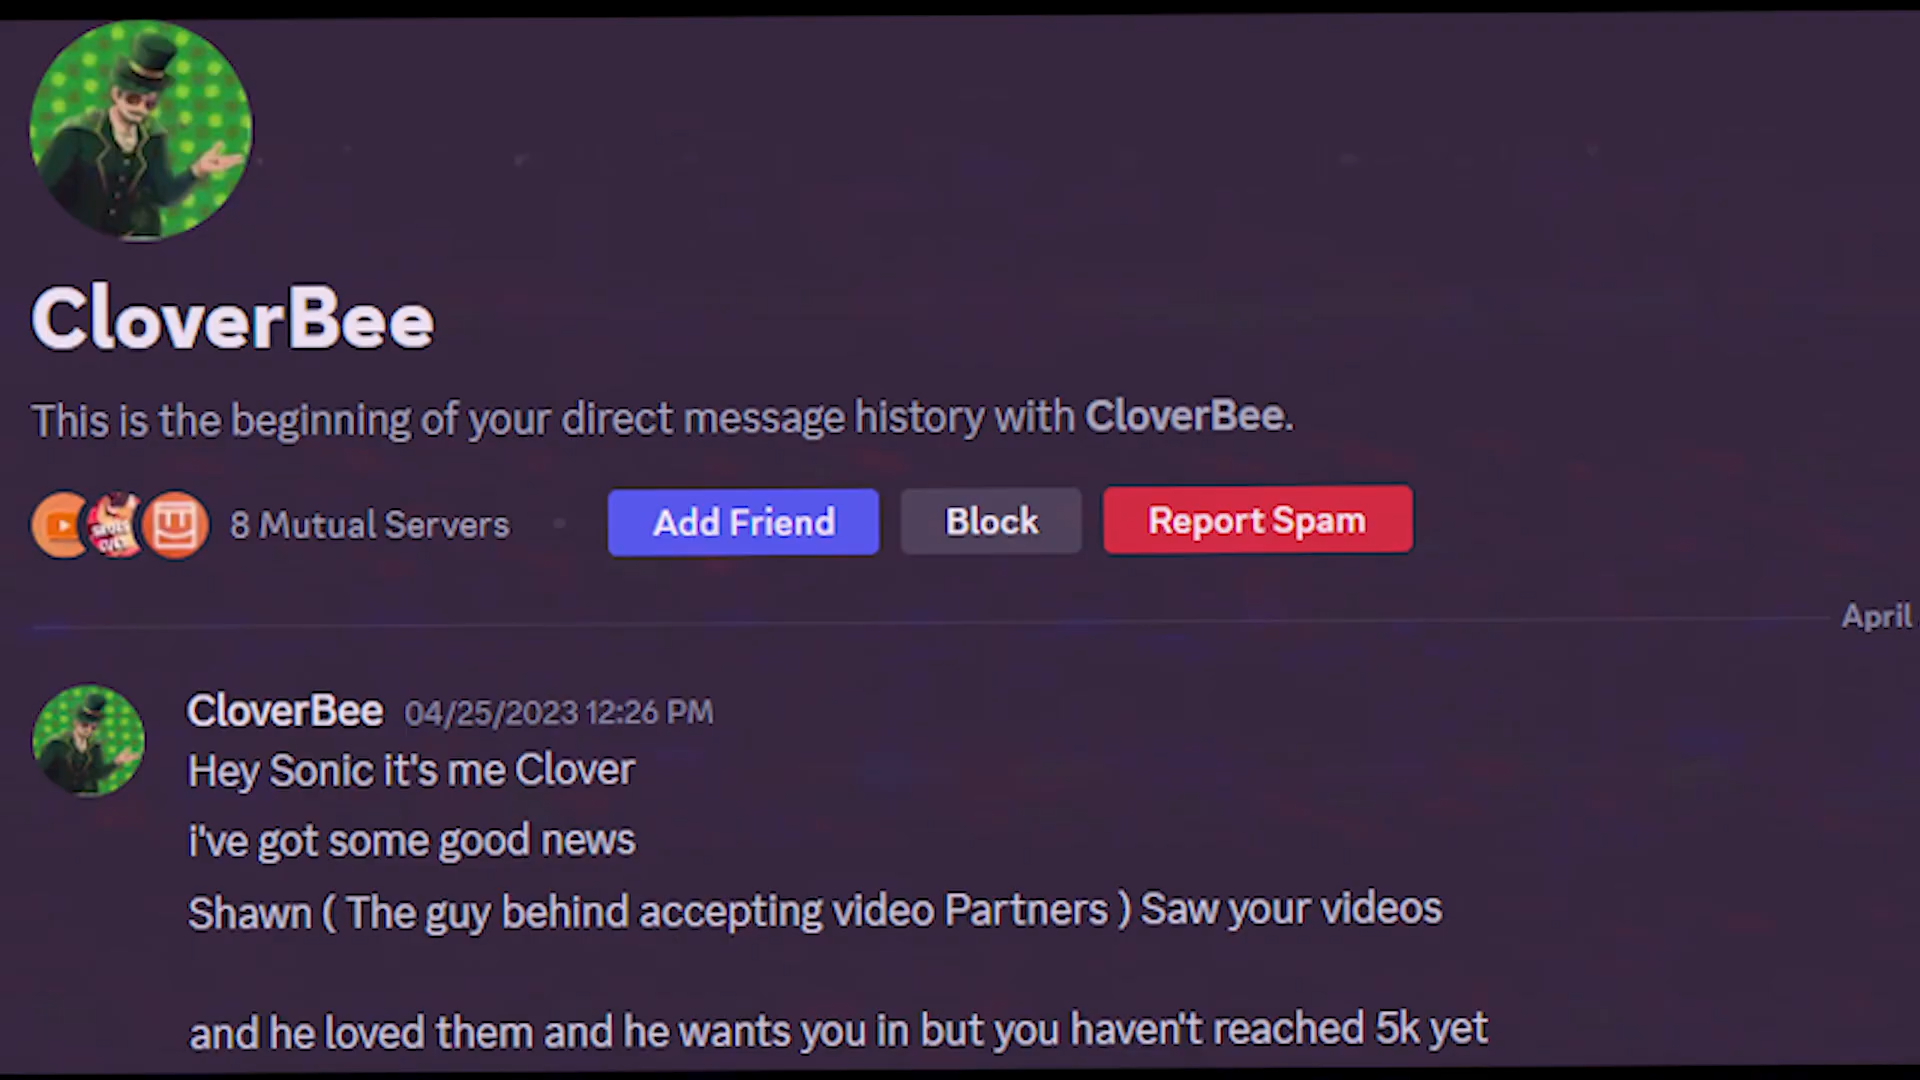 CloverBee
This is the beginning of your direct message history with CloverBee.
8 Mutual Servers
Add Friend
Block
Report Spam
April
CloverBee 04/25/2023 12:26 PM
Hey Sonic it's me Clover
i've got some good news
Shawn ( The guy behind accepting video Partners ) Saw your videos
and he loved them and he wants you in but you haven't reached 5k yet